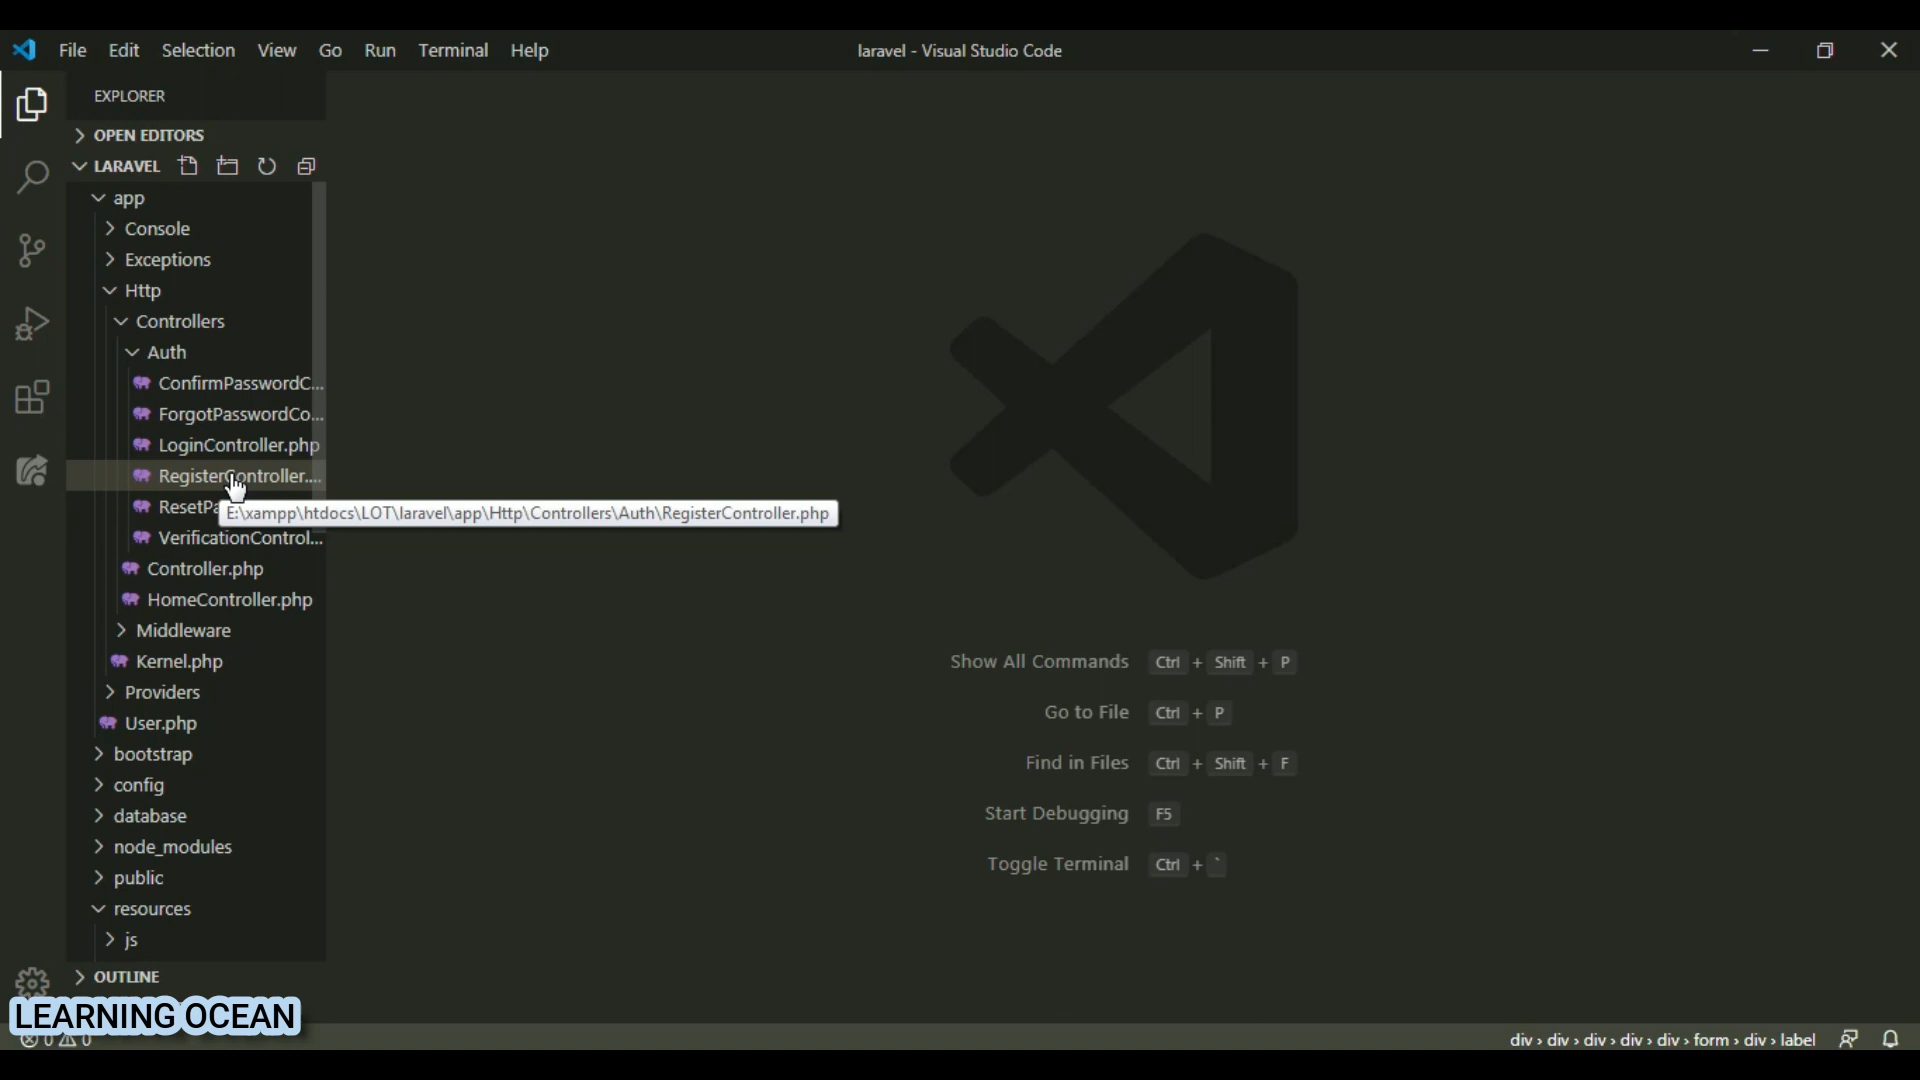 File Edit Selection View Go Run Terminal Help
laravel - Visual Studio Code
EXPLORER
OPEN EDITORS
LARAVEL
app
Console
Exceptions
Http
Controllers
Auth
ConfirmPasswordC...
ForgotPasswordCo...
LoginController.php
RegisterController....
ResetPa
E:\xampp\htdocs\LOT\laravel\app\Http\Controllers\Auth\RegisterController.php
VerificationControl...
Controller.php
HomeController.php
Middleware
Kernel.php
Providers
User.php
bootstrap
config
database
node_modules
public
resources
js
OUTLINE
Show All Commands Ctrl + Shift + P
Go to File Ctrl + P
Find in Files Ctrl + Shift + F
Start Debugging F5
Toggle Terminal Ctrl + `
LEARNING OCEAN
0 0
div › div › div › div › div › form › div › label